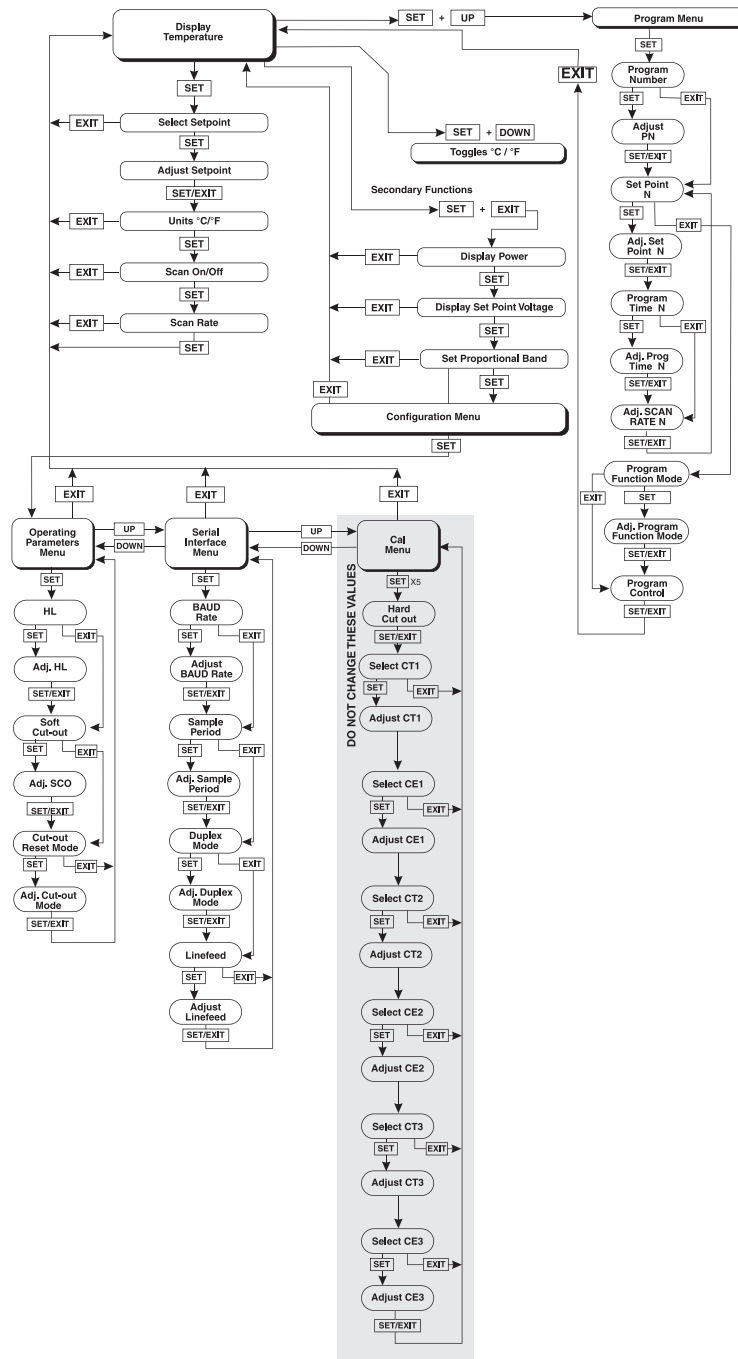 Display
Temperature
SET + UP
Program Menu
SET
EXIT
SET
Program
Number
SET
EXIT
EXIT
Select Setpoint
SET + DOWN
Adjust
PN
SET
Toggles °C / °F
SET/EXIT
Adjust Setpoint
Set Point
N
SET/EXIT
Secondary Functions
SET
EXIT
EXIT
Units °C/°F
SET + EXIT
Adj. Set
Point N
SET
SET/EXIT
EXIT
Scan On/Off
EXIT
Display Power
Program
Time N
SET
SET
SET
EXIT
EXIT
Scan Rate
EXIT
Display Set Point Voltage
Adj. Prog
Time N
SET
SET
SET/EXIT
EXIT
Set Proportional Band
Adj. SCAN
RATE N
EXIT
SET
SET/EXIT
Configuration Menu
SET
Program
Function Mode
EXIT
SET
EXIT
EXIT
EXIT
Adj. Program
Function Mode
SET/EXIT
Operating
Parameters
Menu
UP
DOWN
Serial
Interface
Menu
UP
DOWN
Cal
Menu
Program
Control
SET/EXIT
DO NOT CHANGE THESE VALUES
SET
HL
SET
EXIT
Adj. HL
SET/EXIT
Soft
Cut-out
SET
EXIT
Adj. SCO
SET/EXIT
Cut-out
Reset Mode
SET
EXIT
Adj. Cut-out
Mode
SET/EXIT
SET
BAUD
Rate
SET
EXIT
Adjust
BAUD Rate
SET/EXIT
Sample
Period
SET
EXIT
Adj. Sample
Period
SET/EXIT
Duplex
Mode
SET
EXIT
Adj. Duplex
Mode
SET/EXIT
Linefeed
SET
EXIT
Adjust
Linefeed
SET/EXIT
SET X5
Hard
Cut out
SET/EXIT
Select CT1
SET
EXIT
Adjust CT1
Select CE1
SET
EXIT
Adjust CE1
Select CT2
SET
EXIT
Adjust CT2
Select CE2
SET
EXIT
Adjust CE2
Select CT3
SET
EXIT
Adjust CT3
Select CE3
SET
EXIT
Adjust CE3
SET/EXIT